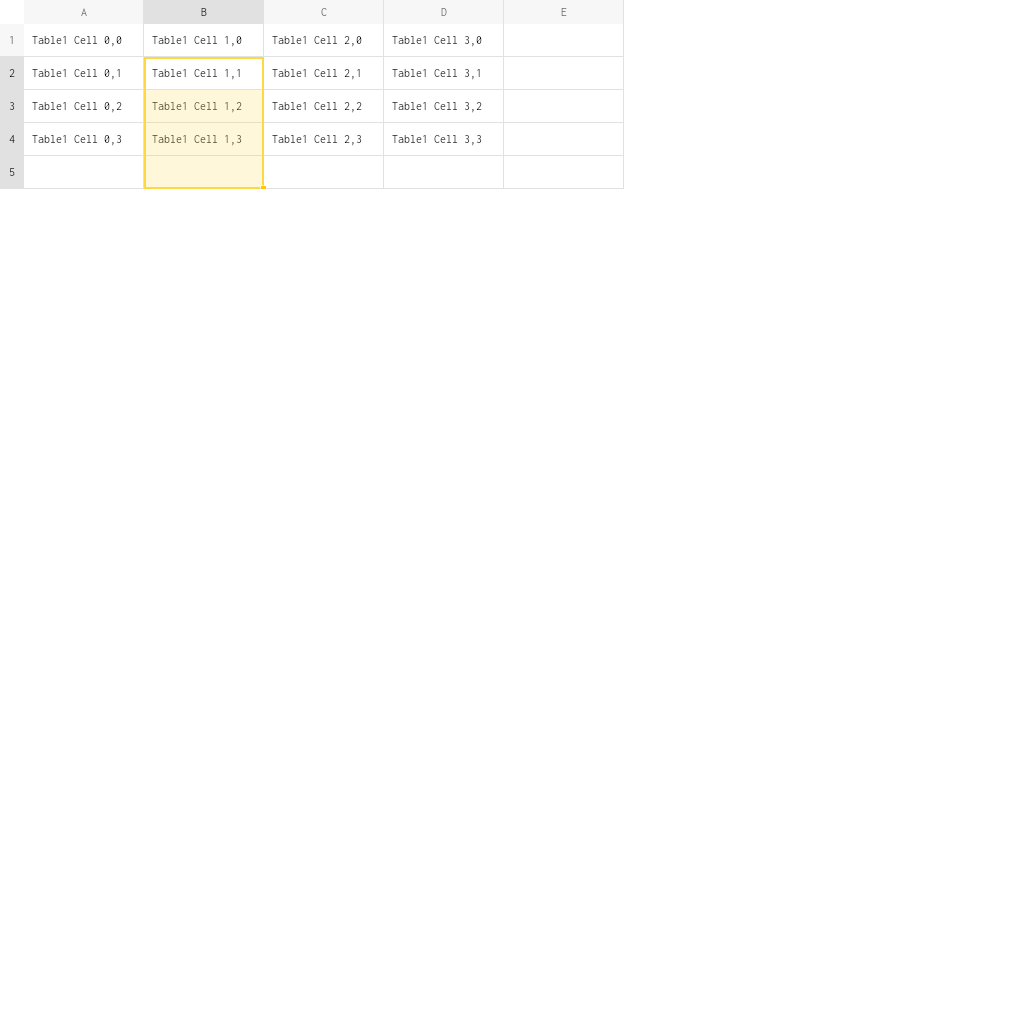 A B C D E
1 Table1 Cell 0,0 Table1 Cell 1,0 Table1 Cell 2,0 Table1 Cell 3,0
2 Table1 Cell 0,1 Table1 Cell 1,1 Table1 Cell 2,1 Table1 Cell 3,1
3 Table1 Cell 0,2 Table1 Cell 1,2 Table1 Cell 2,2 Table1 Cell 3,2
4 Table1 Cell 0,3 Table1 Cell 1,3 Table1 Cell 2,3 Table1 Cell 3,3
5